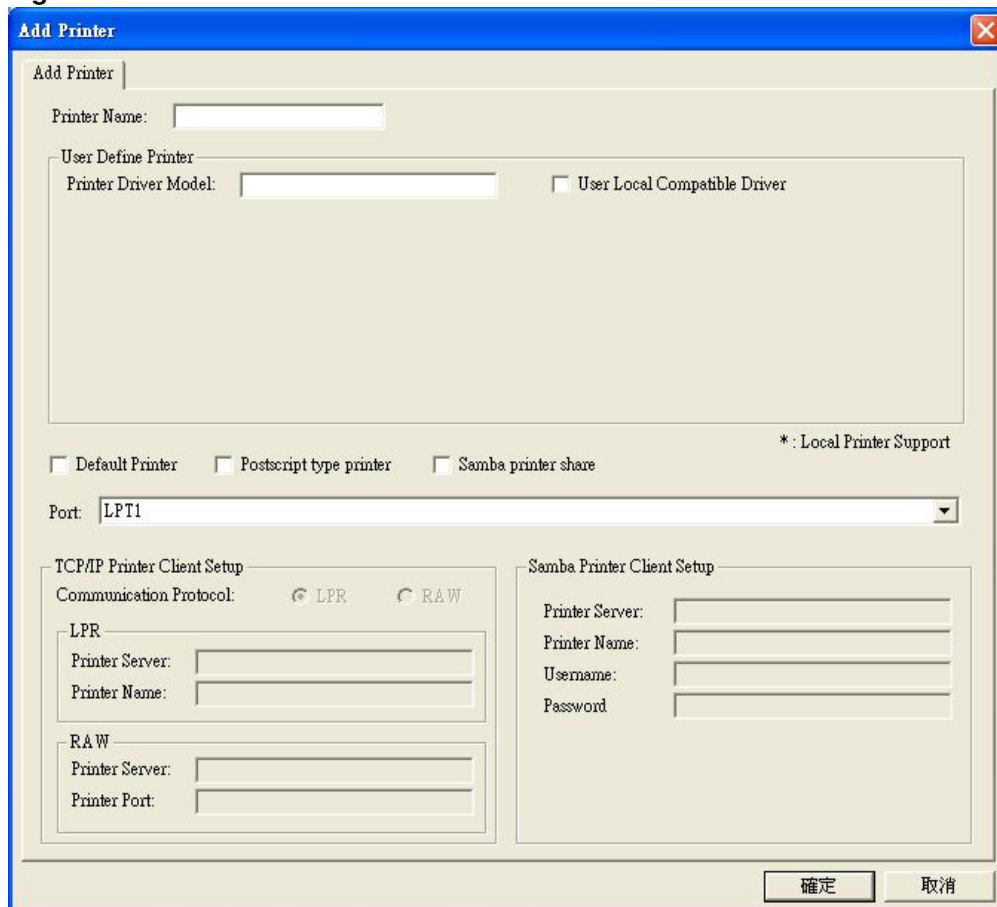 Add Printer
Add Printer
Printer Name:
User Define Printer
Printer Driver Model:
User Local Compatible Driver
* : Local Printer Support
Default Printer
Postscript type printer
Samba printer share
Port: LPT1
TCP/IP Printer Client Setup
Communication Protocol: LPR RAW
LPR
Printer Server:
Printer Name:
RAW
Printer Server:
Printer Port:
Samba Printer Client Setup
Printer Server:
Printer Name:
Username:
Password
確定
取消